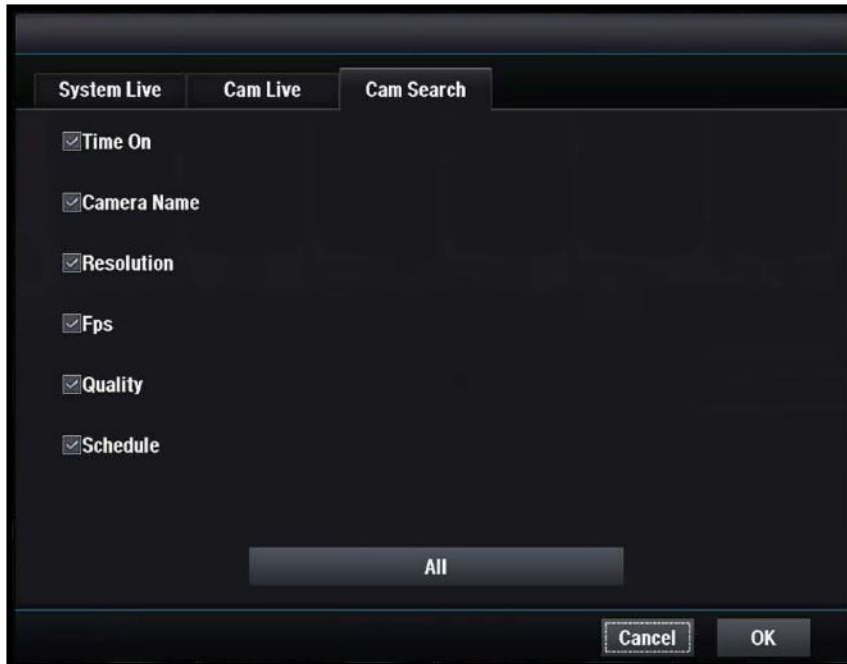 System Live Cam Live Cam Search
Time On
Camera Name
Resolution
Fps
Quality
Schedule
All
Cancel OK